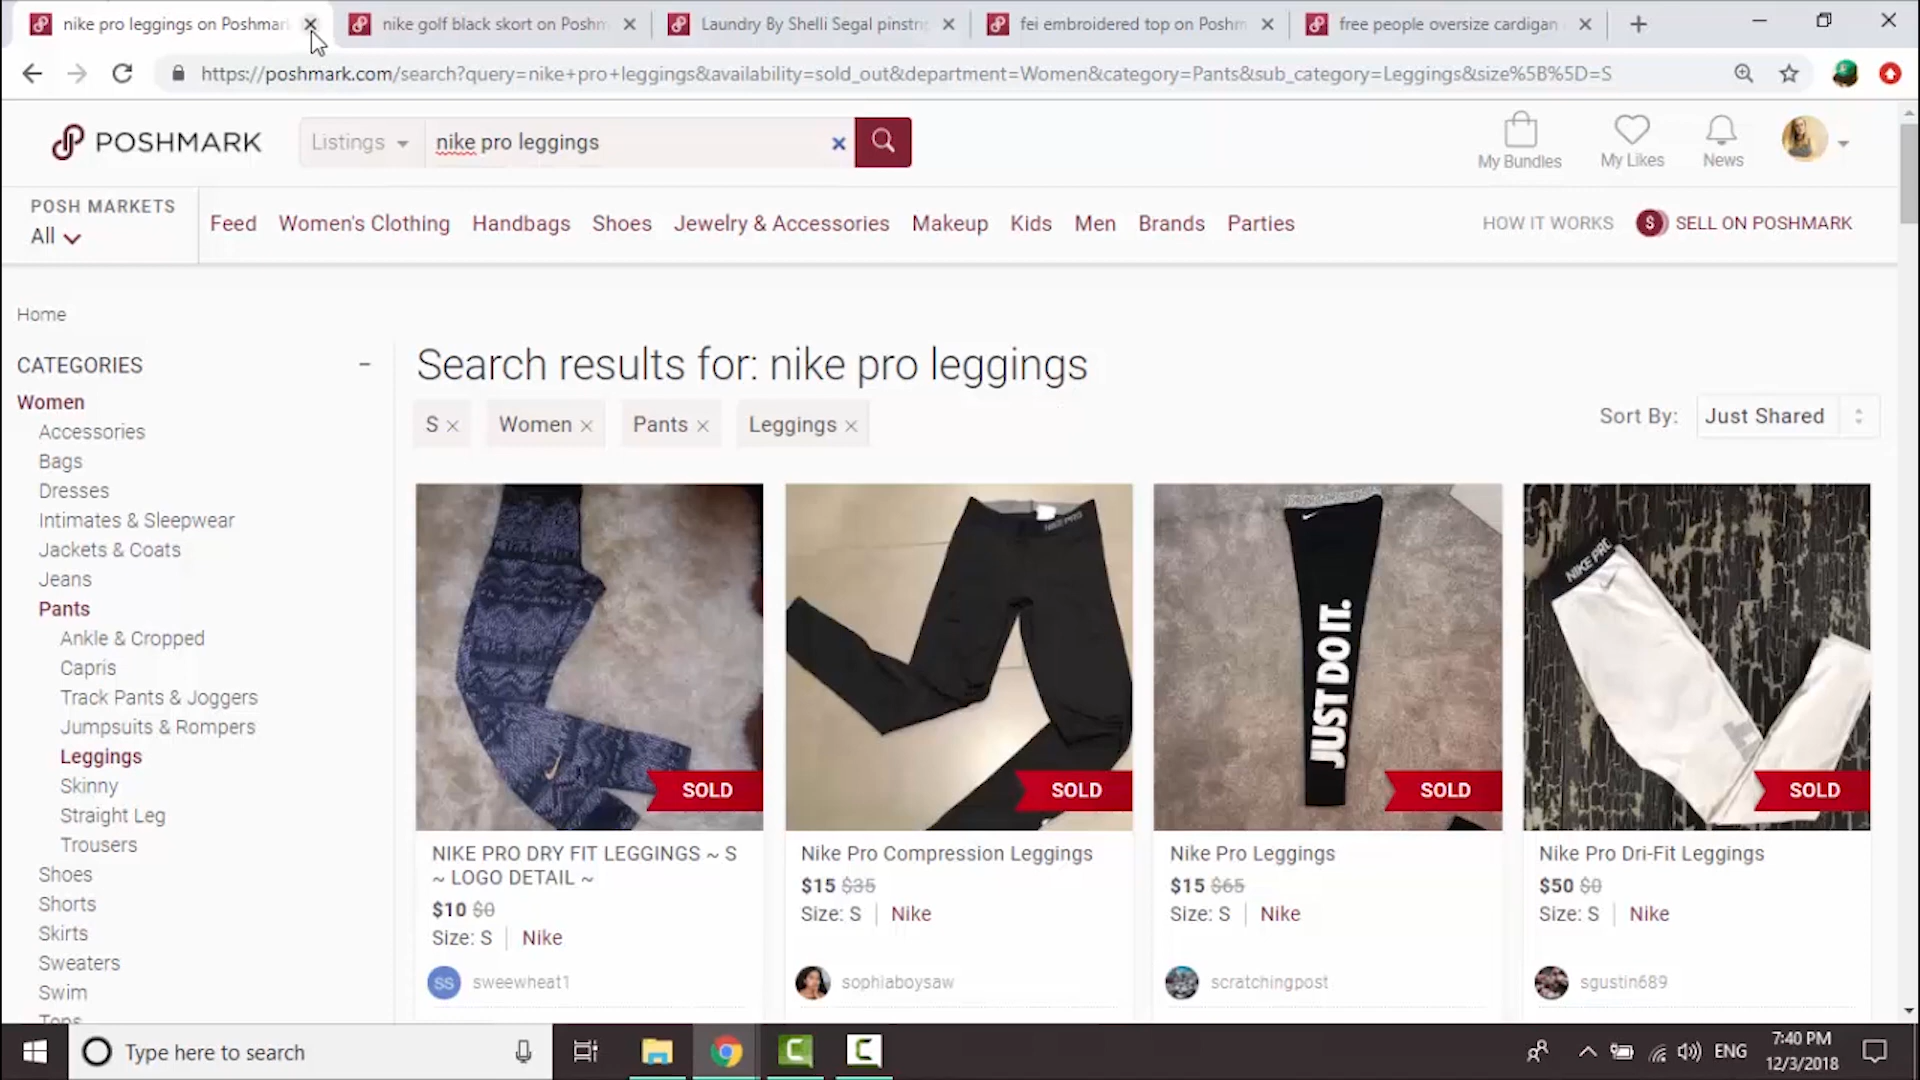 nike pro leggings on Poshmar
nike golf black skort on Poshm
Laundry By Shelli Segal pinstri
fei embroidered top on Poshm
free people oversize cardigan
https://poshmark.com/search?query=nike+pro+leggings&availability=sold_out&department=Women&category=Pants&sub_category=Leggings&size%5B%5D=S
POSHMARK
Listings
nike pro leggings
My Bundles
My Likes
News
POSH MARKETS
All
Feed
Women's Clothing
Handbags
Shoes
Jewelry & Accessories
Makeup
Kids
Men
Brands
Parties
HOW IT WORKS
$ SELL ON POSHMARK
Home
CATEGORIES
Women
Accessories
Bags
Dresses
Intimates & Sleepwear
Jackets & Coats
Jeans
Pants
Ankle & Cropped
Capris
Track Pants & Joggers
Jumpsuits & Rompers
Leggings
Skinny
Straight Leg
Trousers
Shoes
Shorts
Skirts
Sweaters
Swim
Tops
Search results for: nike pro leggings
S
Women
Pants
Leggings
Sort By: Just Shared
SOLD
NIKE PRO DRY FIT LEGGINGS ~ S
~ LOGO DETAIL ~
$10 $0
Size: S | Nike
SS sweewheat1
NIKE PRO
SOLD
Nike Pro Compression Leggings
$15 $35
Size: S | Nike
sophiaboysaw
JUST DO IT.
SOLD
Nike Pro Leggings
$15 $65
Size: S | Nike
scratchingpost
NIKE PRO
SOLD
Nike Pro Dri-Fit Leggings
$50 $0
Size: S | Nike
sgustin689
Type here to search
ENG
7:40 PM
12/3/2018